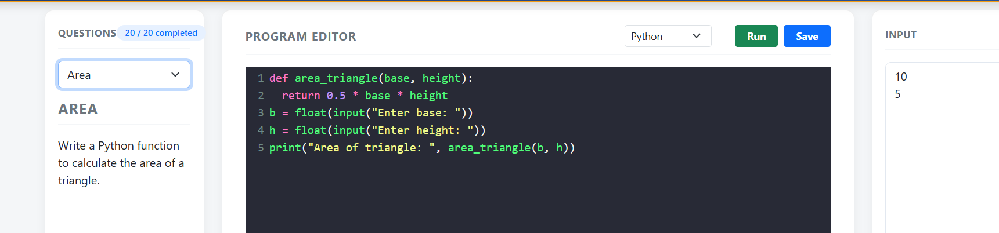 QUESTIONS 20 / 20 completed
Area
AREA
Write a Python function
to calculate the area of a
triangle.
PROGRAM EDITOR Python Run Save
1 def area_triangle(base, height):
2   return 0.5 * base * height
3 b = float(input("Enter base: "))
4 h = float(input("Enter height: "))
5 print("Area of triangle: ", area_triangle(b, h))
INPUT
10
5